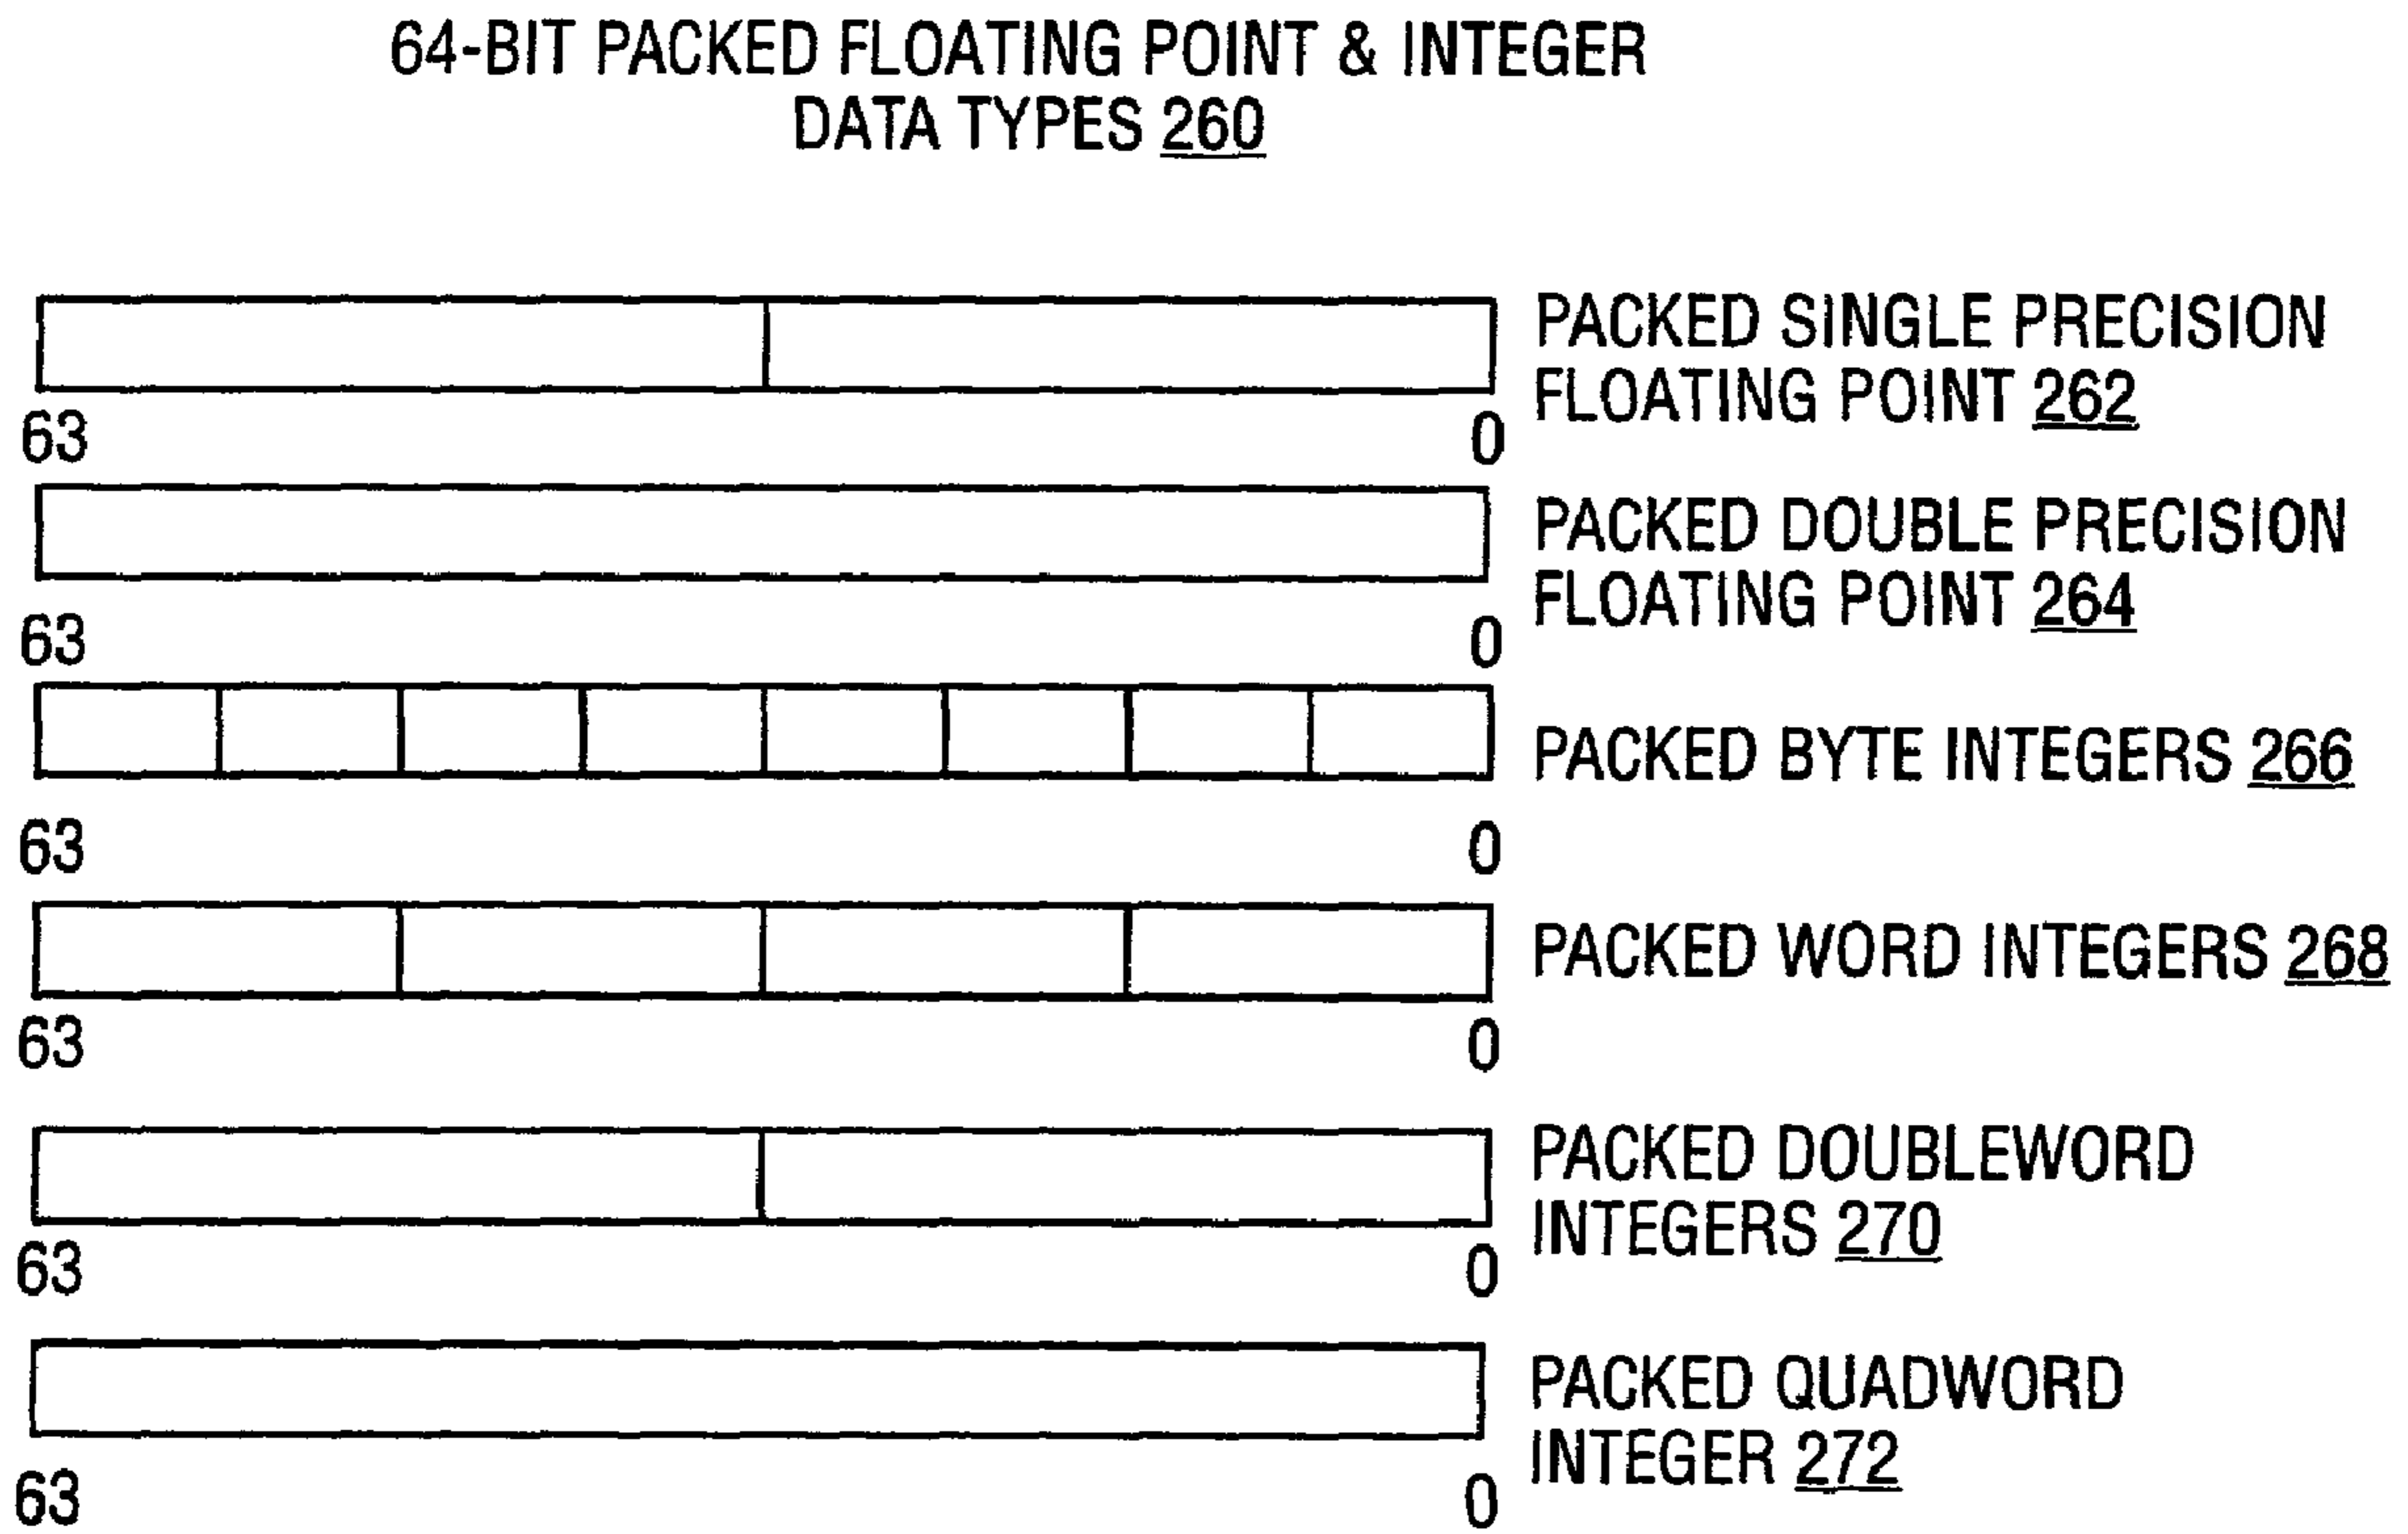 64-BIT PACKED FLOATING POINT & INTEGER
DATA TYPES 260
PACKED SINGLE PRECISION
FLOATING POINT 262
63
0
PACKED DOUBLE PRECISION
FLOATING POINT 264
63
0
PACKED BYTE INTEGERS 266
63
0
PACKED WORD INTEGERS 268
63
0
PACKED DOUBLEWORD
INTEGERS 270
63
0
PACKED QUADWORD
INTEGER 272
63
0